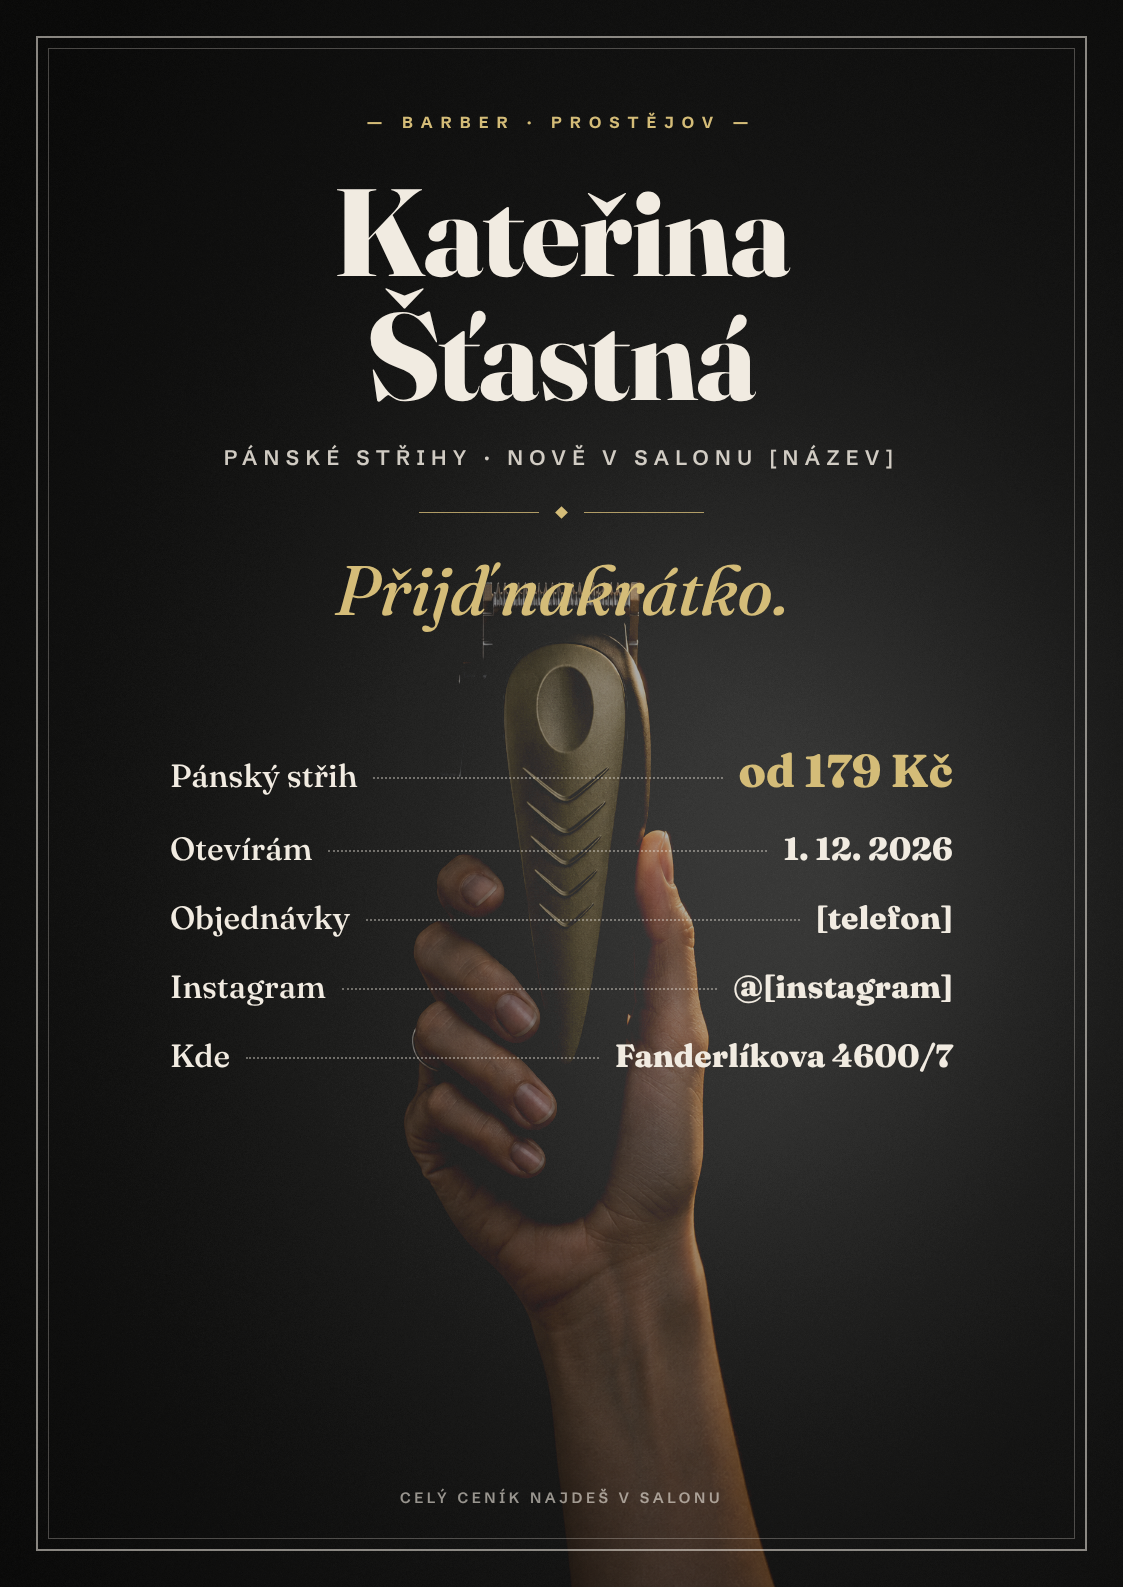 — BARBER · PROSTĚJOV —
Kateřina
Šťastná
PÁNSKÉ STŘIHY · NOVĚ V SALONU [NÁZEV]
Přijď nakrátko.
Pánský střih od 179 Kč
Otevírám 1. 12. 2026
Objednávky [telefon]
Instagram @[instagram]
Kde Fanderlíkova 4600/7
CELÝ CENÍK NAJDEŠ V SALONU